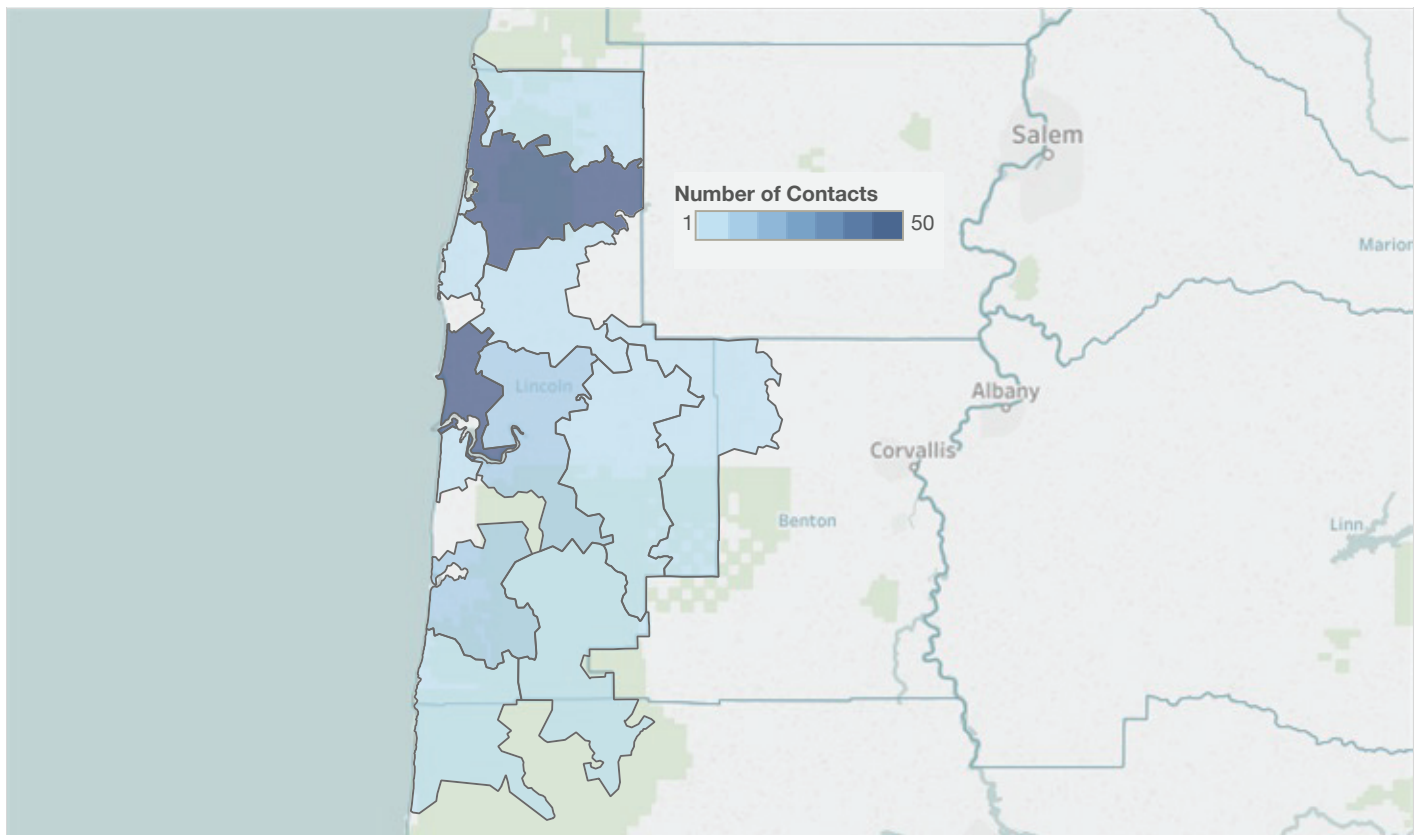 Salem
Number of Contacts
1 50
Marion
Lincoln
Albany
Corvallis
Benton
Linn